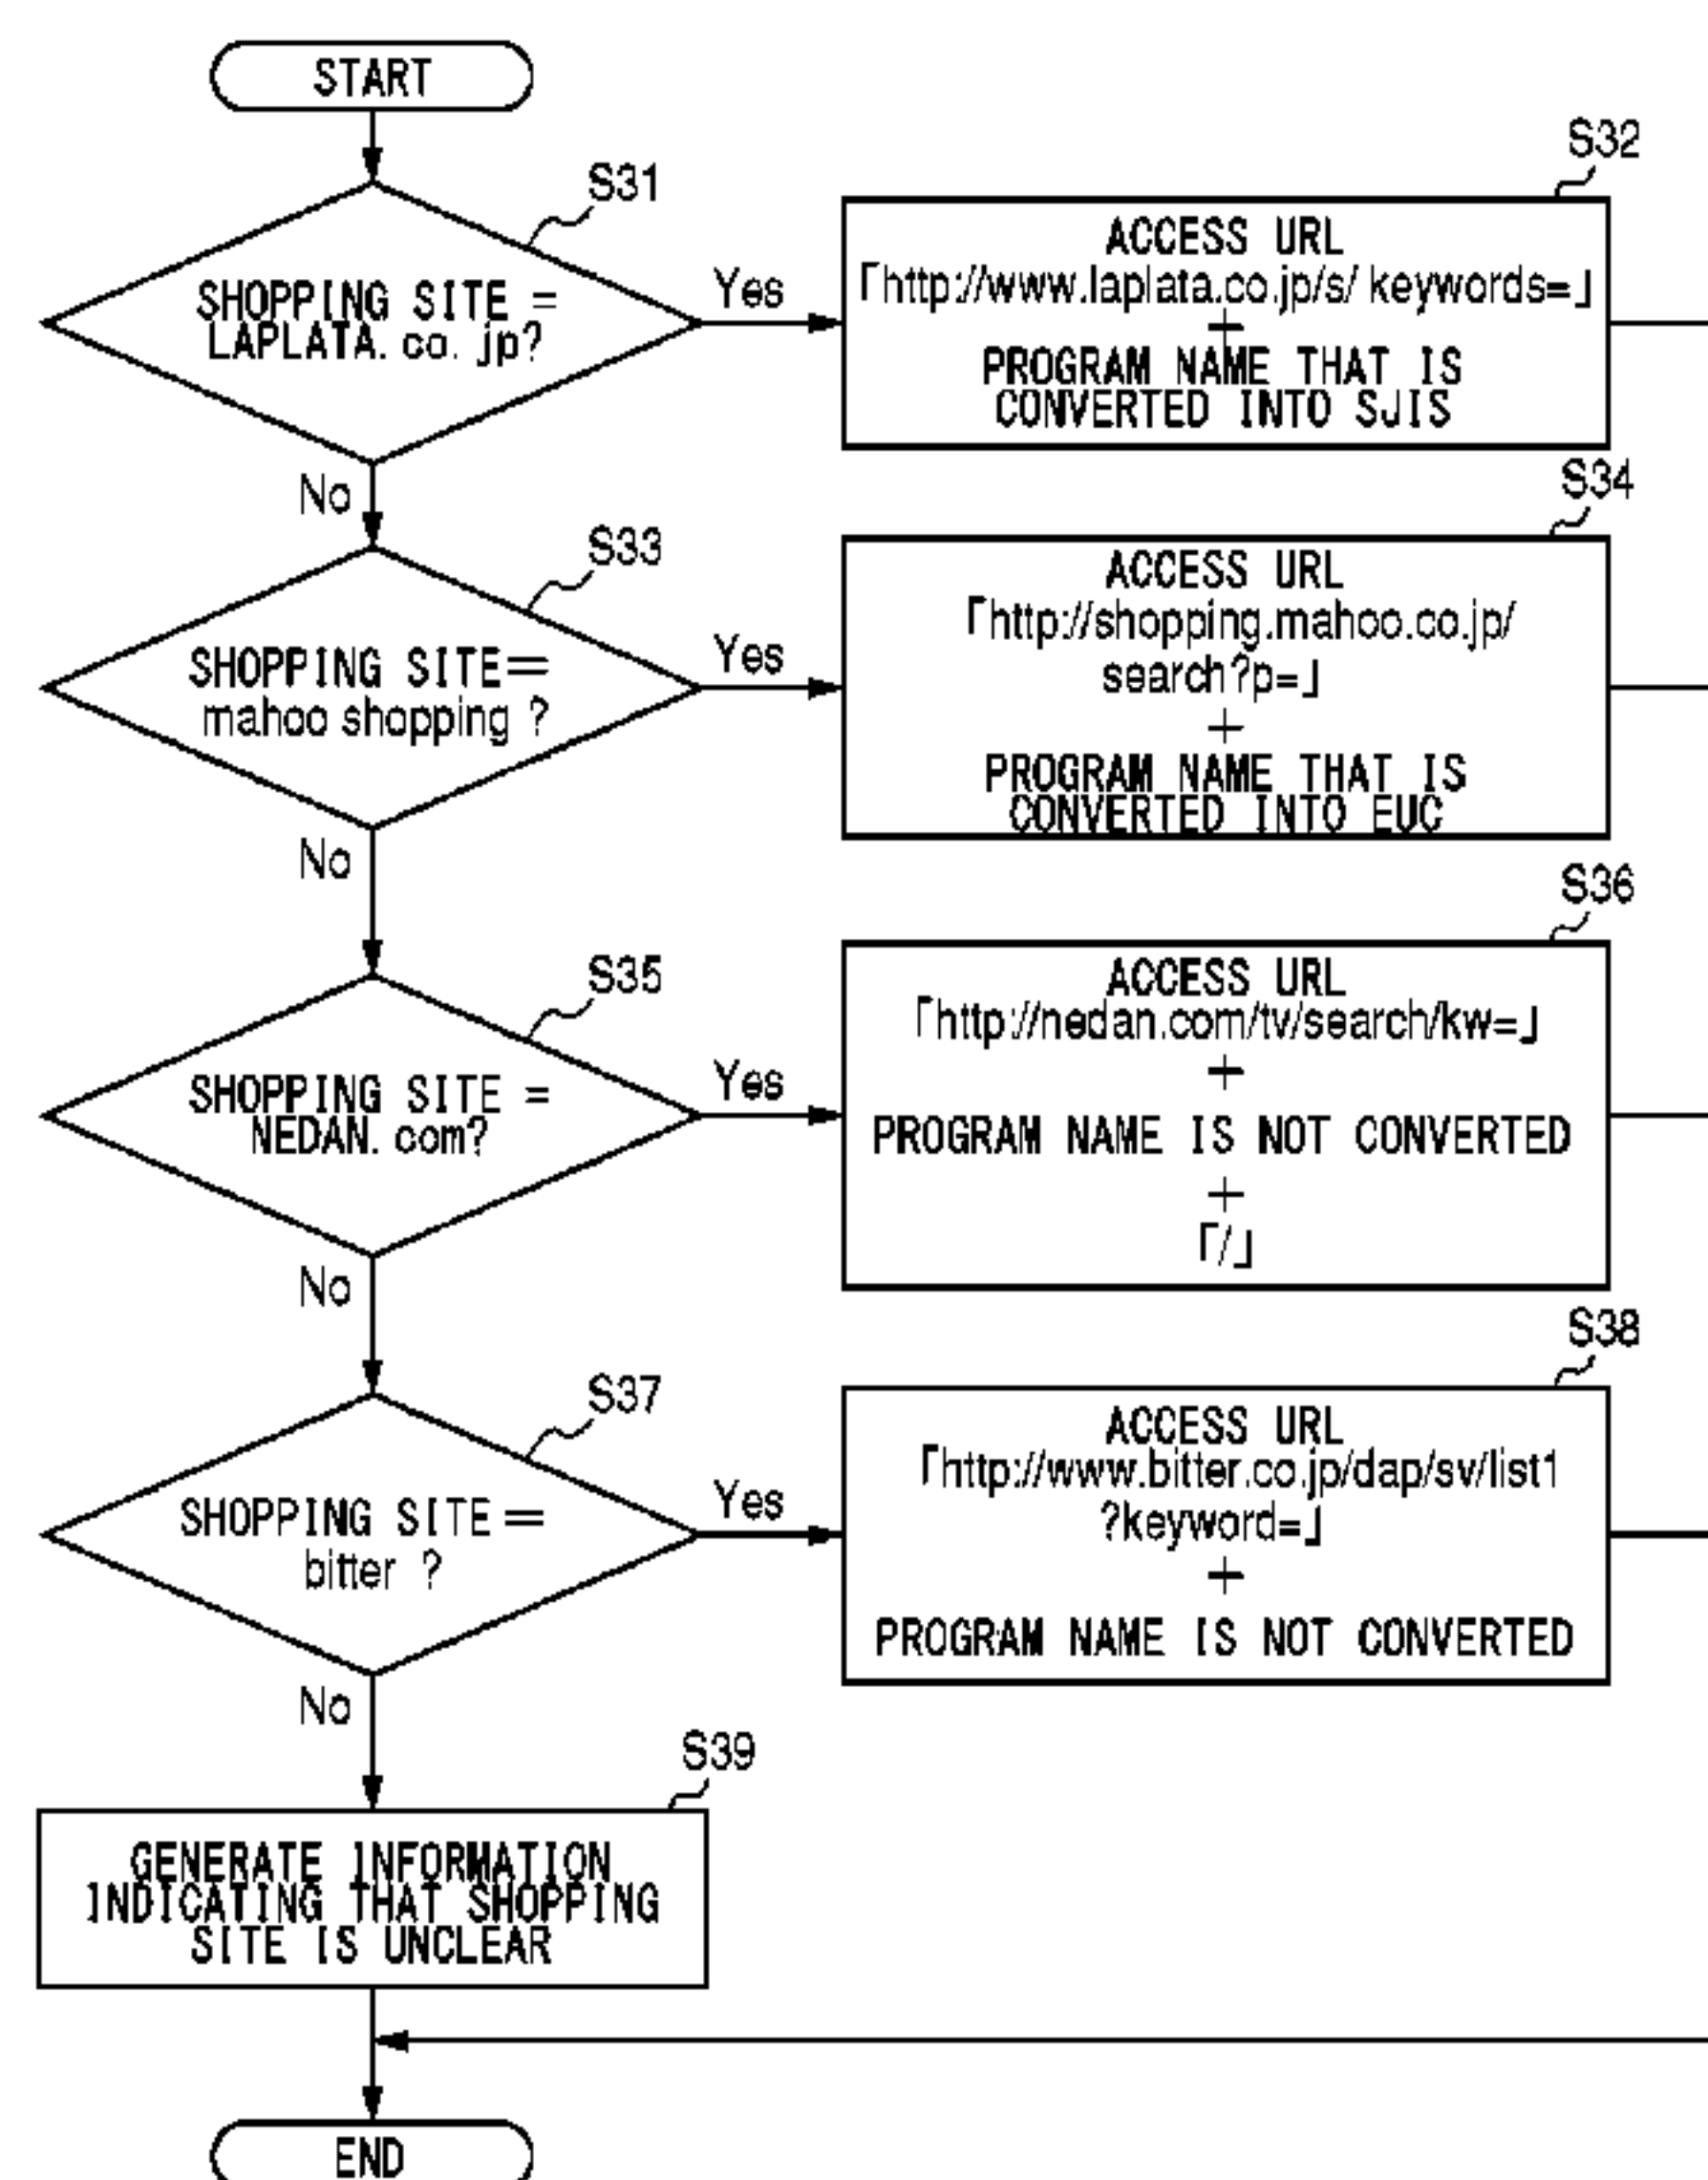 START
S31
SHOPPING SITE =
LAPLATA. co. jp?
Yes
No
S32
ACCESS URL
「http://www.laplata.co.jp/s/ keywords=」
+
PROGRAM NAME THAT IS
CONVERTED INTO SJIS
S33
SHOPPING SITE==
mahoo shopping ?
Yes
No
S34
ACCESS URL
「http://shopping.mahoo.co.jp/
search?p=」
+
PROGRAM NAME THAT IS
CONVERTED INTO EUC
S35
SHOPPING SITE =
NEDAN. com?
Yes
No
S36
ACCESS URL
「http://nedan.com/tv/search/kw=」
+
PROGRAM NAME IS NOT CONVERTED
+
「/」
S37
SHOPPING SITE==
bitter ?
Yes
No
S38
ACCESS URL
「http://www.bitter.co.jp/dap/sv/list1
?keyword=」
+
PROGRAM NAME IS NOT CONVERTED
S39
GENERATE INFORMATION
INDICATING THAT SHOPPING
SITE IS UNCLEAR
END